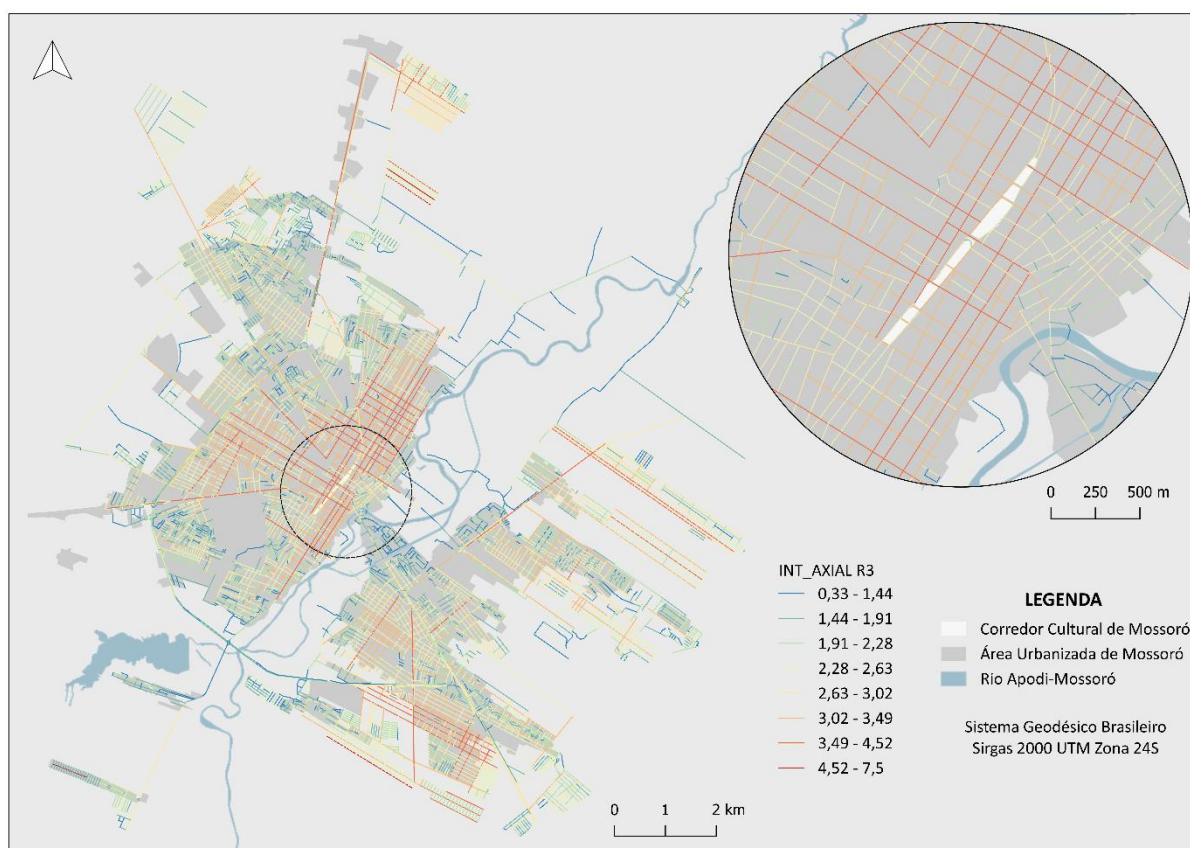 0 250 500 m
INT_AXIAL R3
0,33 - 1,44
1,44 - 1,91
1,91 - 2,28
2,28 - 2,63
2,63 - 3,02
3,02 - 3,49
3,49 - 4,52
4,52 - 7,5
LEGENDA
Corredor Cultural de Mossoró
Área Urbanizada de Mossoró
Rio Apodi-Mossoró
Sistema Geodésico Brasileiro
Sirgas 2000 UTM Zona 24S
0 1 2 km